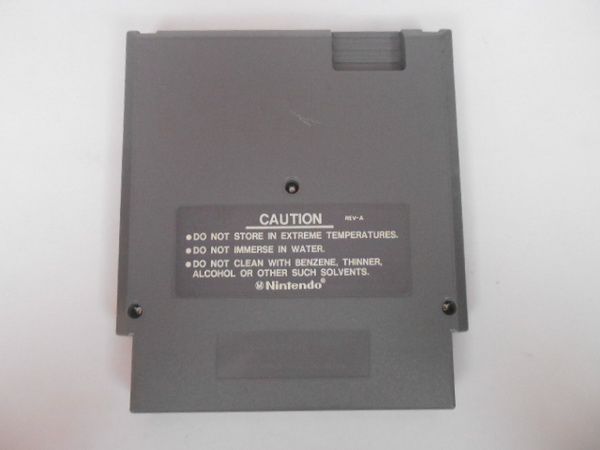 CAUTION REV-A
●DO NOT STORE IN EXTREME TEMPERATURES.
●DO NOT IMMERSE IN WATER.
●DO NOT CLEAN WITH BENZENE, THINNER,
ALCOHOL OR OTHER SUCH SOLVENTS.
Ⓜ Nintendo®